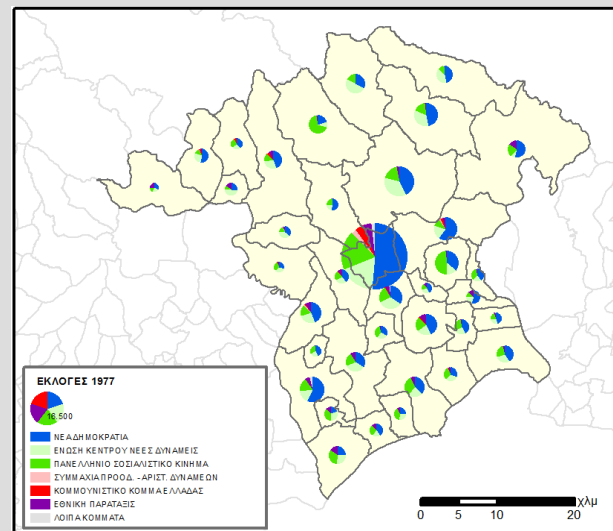 ΕΚΛΟΓΕΣ 1977
16,500
ΝΕΑ ΔΗΜΟΚΡΑΤΙΑ
ΕΝΩΣΗ ΚΕΝΤΡΟΥ ΝΕΕΣ ΔΥΝΑΜΕΙΣ
ΠΑΝΕΛΛΗΝΙΟ ΣΟΣΙΑΛΙΣΤΙΚΟ ΚΙΝΗΜΑ
ΣΥΜΜΑΧΙΑ ΠΡΟΟΔ. - ΑΡΙΣΤ. ΔΥΝΑΜΕΩΝ
ΚΟΜΜΟΥΝΙΣΤΙΚΟ ΚΟΜΜΑ ΕΛΛΑΔΑΣ
ΕΘΝΙΚΗ ΠΑΡΑΤΑΞΙΣ
ΛΟΙΠΑ ΚΟΜΜΑΤΑ
χλμ
0 5 10 20